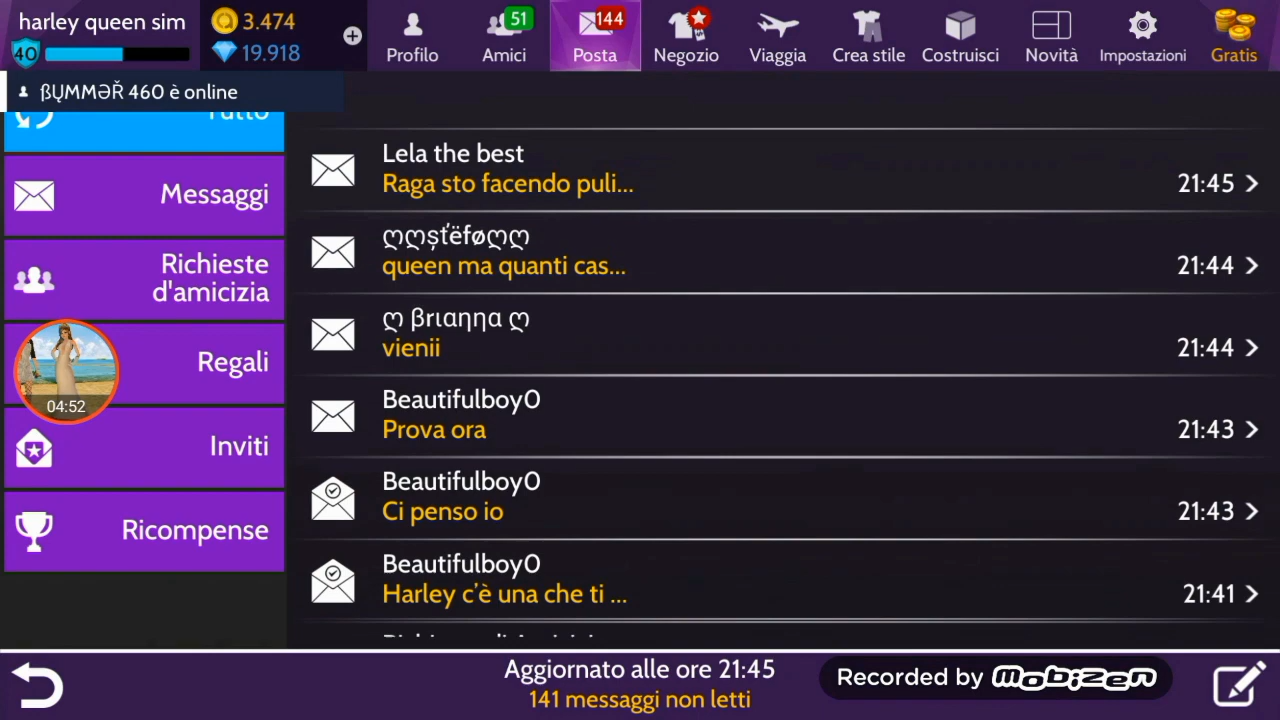 harley queen sim
40
3.474
19.918
Profilo
51
Amici
144
Posta
Negozio
Viaggia
Crea stile
Costruisci
Novità
Impostazioni
Gratis
ßŲMMƏŘ 460 è online
Tutto
Messaggi
Richieste
d'amicizia
Regali
04:52
Inviti
Ricompense
Lela the best
Raga sto facendo puli...
21:45
ღღşťëføღღ
queen ma quanti cas...
21:44
ღ βrιαηηα ღ
vienii
21:44
Beautifulboy0
Prova ora
21:43
Beautifulboy0
Ci penso io
21:43
Beautifulboy0
Harley c'è una che ti ...
21:41
Aggiornato alle ore 21:45
141 messaggi non letti
Recorded by mobizen